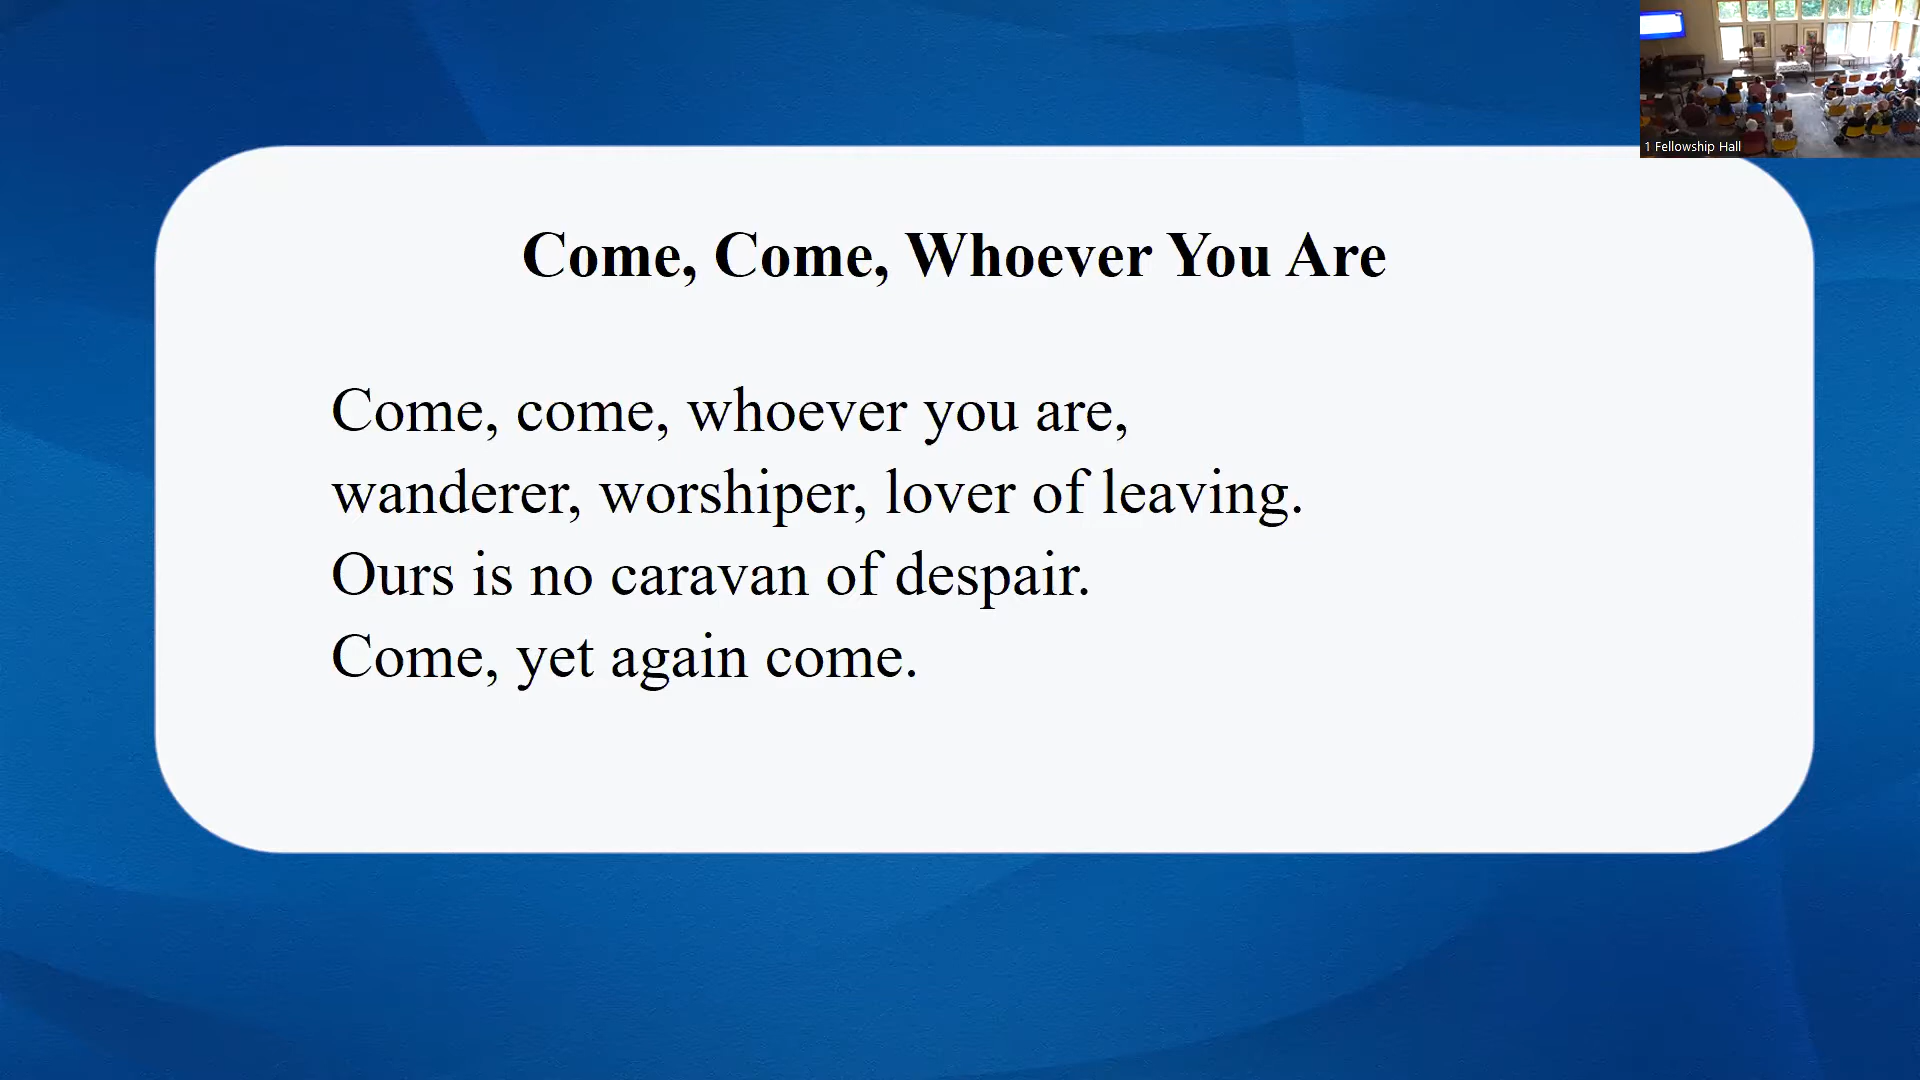 Come, Come, Whoever You Are
Come, come, whoever you are,
wanderer, worshiper, lover of leaving.
Ours is no caravan of despair.
Come, yet again come.
1 Fellowship Hall